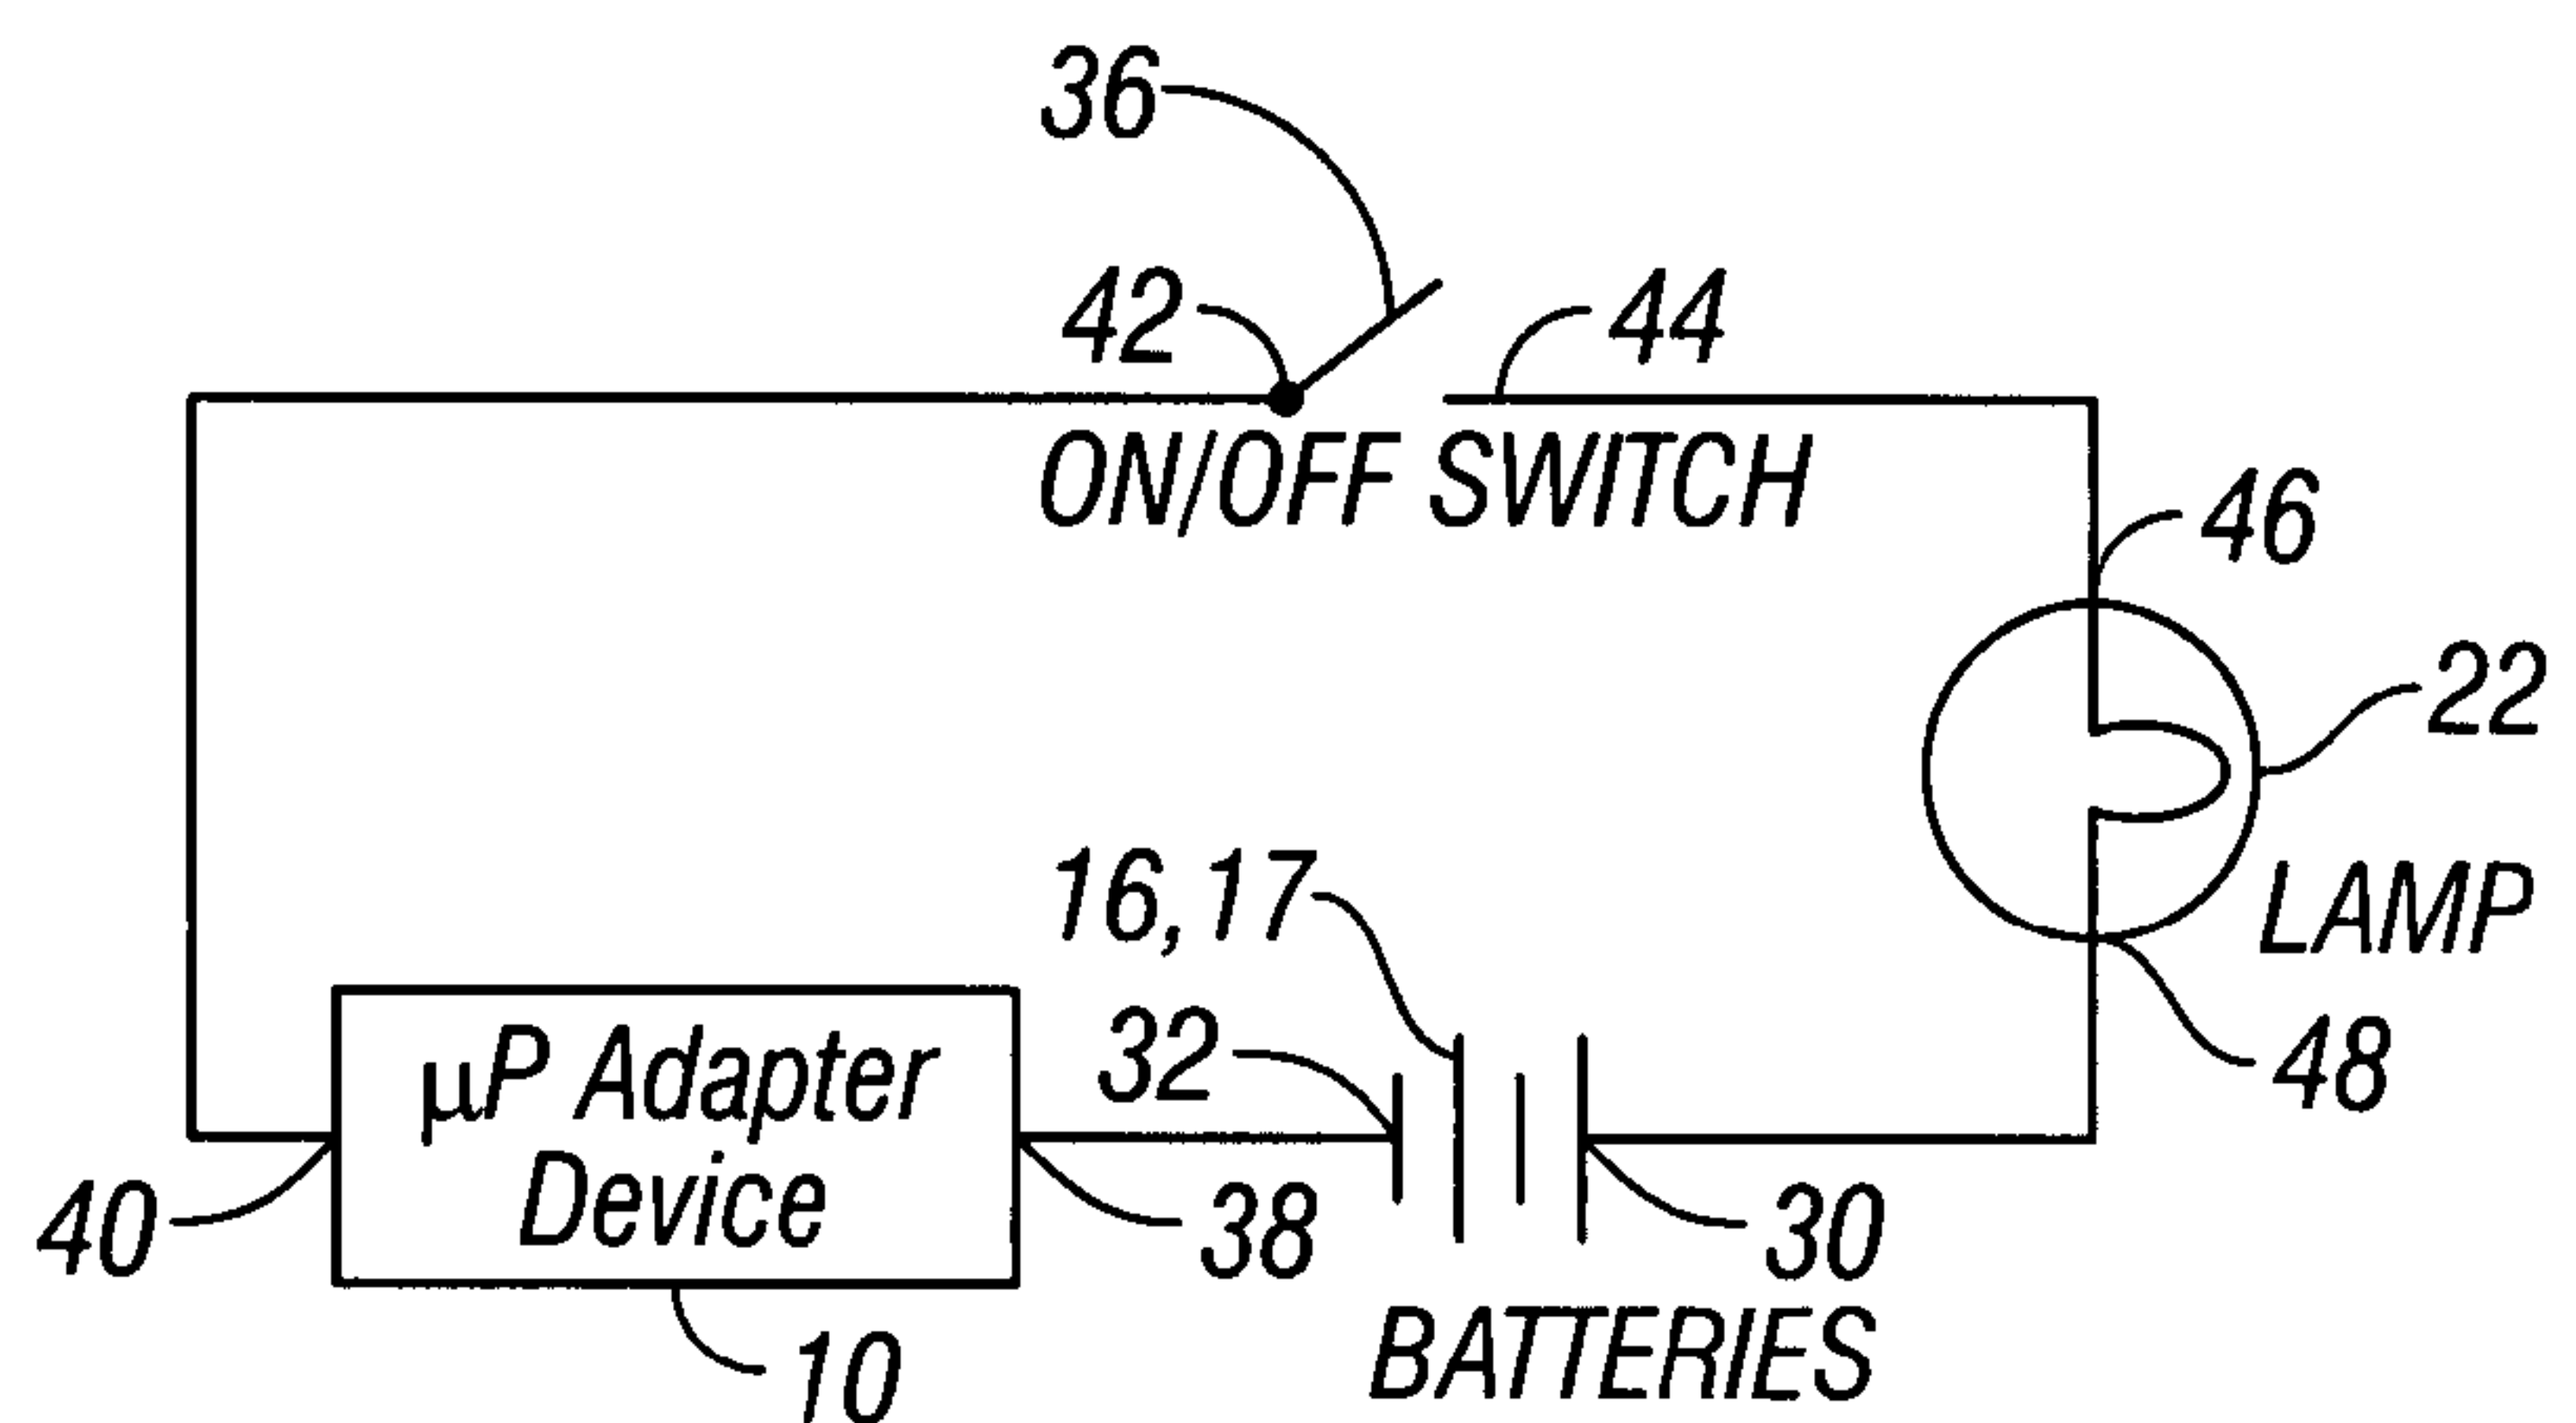 36
42
44
ON/OFF SWITCH
46
22
LAMP
16,17
32
48
µP Adapter
Device
40
38
30
10
BATTERIES